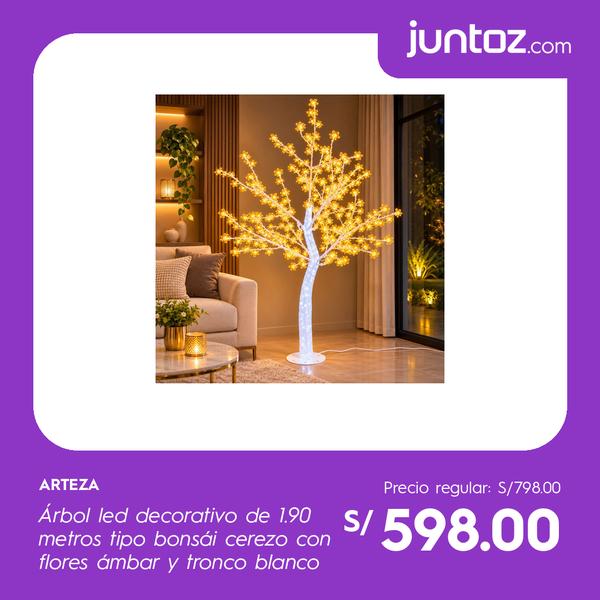 juntoz.com
ARTEZA
Árbol led decorativo de 1.90
metros tipo bonsái cerezo con
flores ámbar y tronco blanco
Precio regular: S/798.00
S/ 598.00